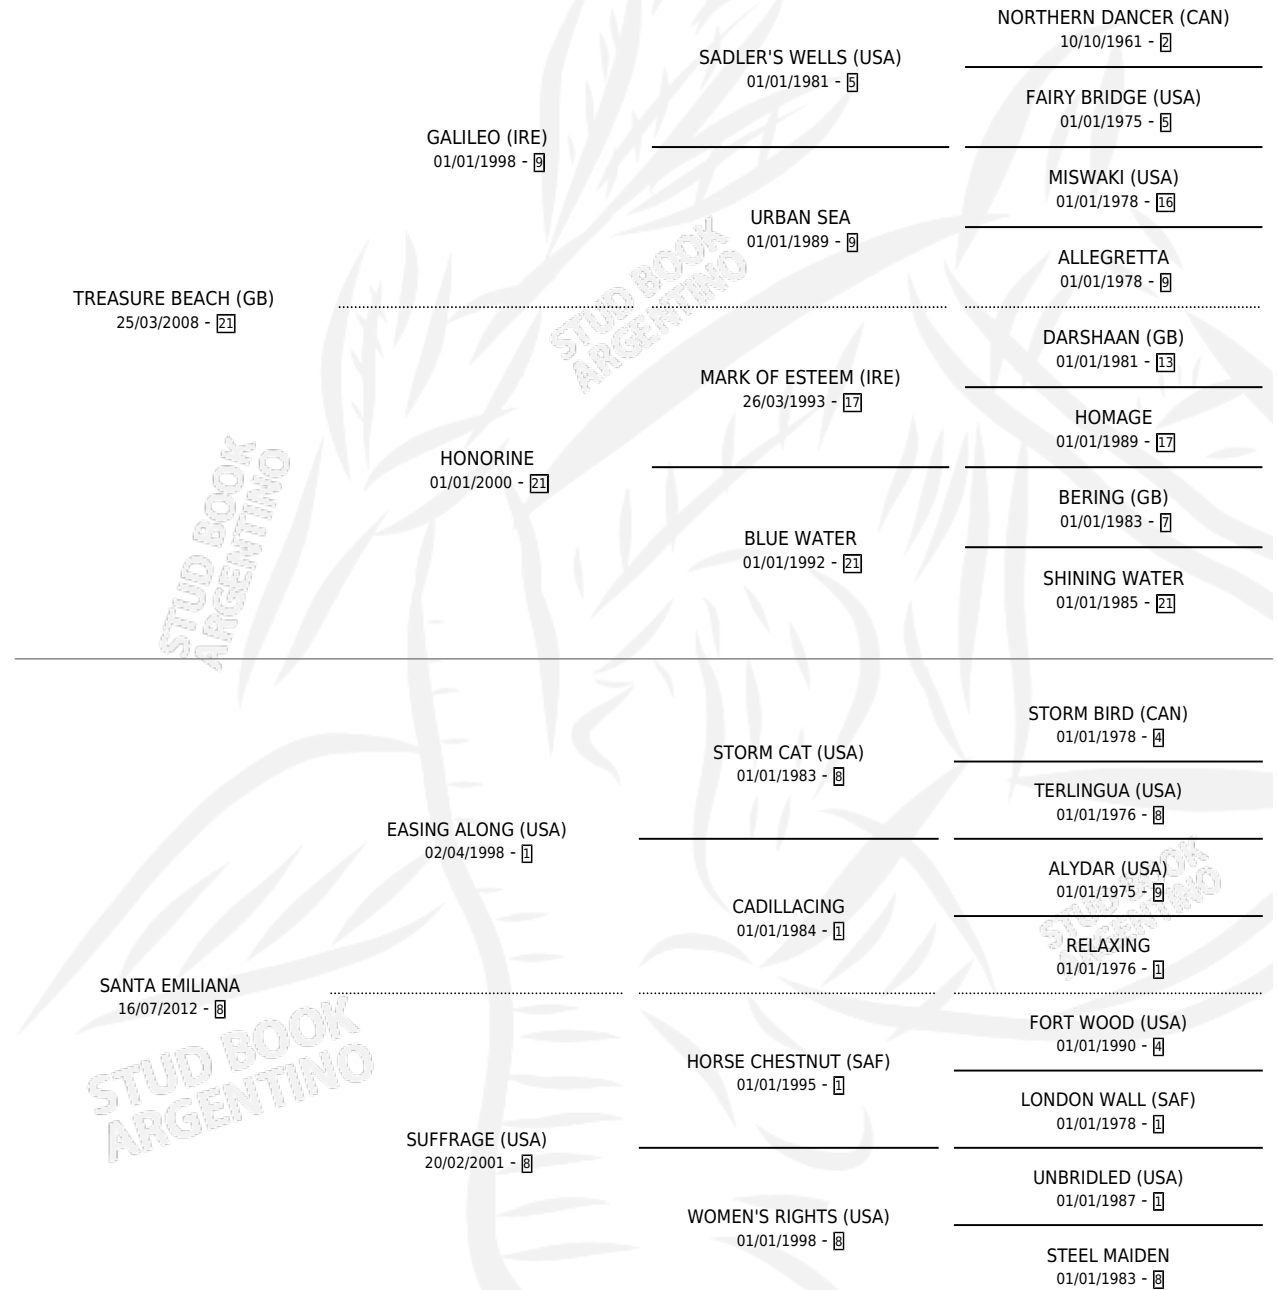 NORTHERN DANCER (CAN)
10/10/1961 - 2
SADLER'S WELLS (USA)
01/01/1981 - 5
FAIRY BRIDGE (USA)
01/01/1975 - 5
GALILEO (IRE)
01/01/1998 - 9
MISWAKI (USA)
01/01/1978 - 16
URBAN SEA
01/01/1989 - 9
ALLEGRETTA
01/01/1978 - 9
TREASURE BEACH (GB)
25/03/2008 - 21
STUD BOOK
ARGENTINO
DARSHAAN (GB)
01/01/1981 - 13
MARK OF ESTEEM (IRE)
26/03/1993 - 17
HOMAGE
01/01/1989 - 17
HONORINE
01/01/2000 - 21
BERING (GB)
01/01/1983 - 7
BLUE WATER
01/01/1992 - 21
SHINING WATER
01/01/1985 - 21
STUD BOOK
ARGENTINO
STORM BIRD (CAN)
01/01/1978 - 4
STORM CAT (USA)
01/01/1983 - 8
TERLINGUA (USA)
01/01/1976 - 8
EASING ALONG (USA)
02/04/1998 - 1
ALYDAR (USA)
01/01/1975 - 9
CADILLACING
01/01/1984 - 1
STUD BOOK
ARGENTINO
RELAXING
01/01/1976 - 1
SANTA EMILIANA
16/07/2012 - 8
STUD BOOK
ARGENTINO
FORT WOOD (USA)
01/01/1990 - 4
HORSE CHESTNUT (SAF)
01/01/1995 - 1
LONDON WALL (SAF)
01/01/1978 - 1
SUFFRAGE (USA)
20/02/2001 - 8
UNBRIDLED (USA)
01/01/1987 - 1
WOMEN'S RIGHTS (USA)
01/01/1998 - 8
STEEL MAIDEN
01/01/1983 - 8